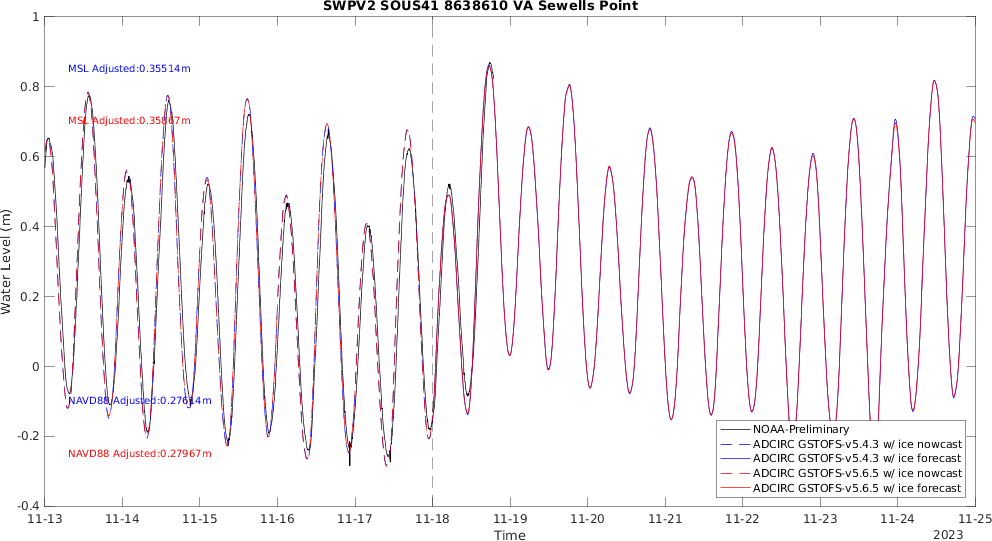 SWPV2 SOUS41 8638610 VA Sewells Point
Water Level (m)
1
0.8
0.6
0.4
0.2
0
-0.2
-0.4
MSL Adjusted:0.35514m
MSL Adjusted:0.35867m
NAVD88 Adjusted:0.27614m
NAVD88 Adjusted:0.27967m
NOAA-Preliminary
ADCIRC GSTOFS-v5.4.3 w/ ice nowcast
ADCIRC GSTOFS-v5.4.3 w/ ice forecast
ADCIRC GSTOFS-v5.6.5 w/ ice nowcast
ADCIRC GSTOFS-v5.6.5 w/ ice forecast
11-13 11-14 11-15 11-16 11-17 11-18 11-19 11-20 11-21 11-22 11-23 11-24 11-25
Time
2023